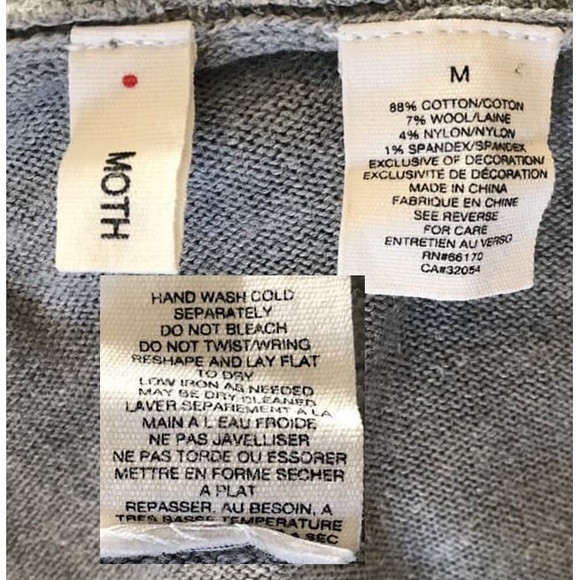 MOTH
M
88% COTTON/COTON
7% WOOL/LAINE
4% NYLON/NYLON
1% SPANDEX/SPANDEX
EXCLUSIVE OF DECORATION/
EXCLUSIVITÉ DE DÉCORATION
MADE IN CHINA
FABRIQUE EN CHINE
SEE REVERSE
FOR CARE
ENTRETIEN AU VERSO
RN#66170
CA#32054
HAND WASH COLD
SEPARATELY
DO NOT BLEACH
DO NOT TWIST/WRING
RESHAPE AND LAY FLAT
TO DRY
LOW IRON AS NEEDED
MAY BE DRY CLEANED
LAVER SEPAREMENT A LA
MAIN A L'EAU FROIDE
NE PAS JAVELLISER
NE PAS TORDE OU ESSORER
METTRE EN FORME SECHER
A PLAT
REPASSER, AU BESOIN, A
TRES BASSE TEMPERATURE
A SEC